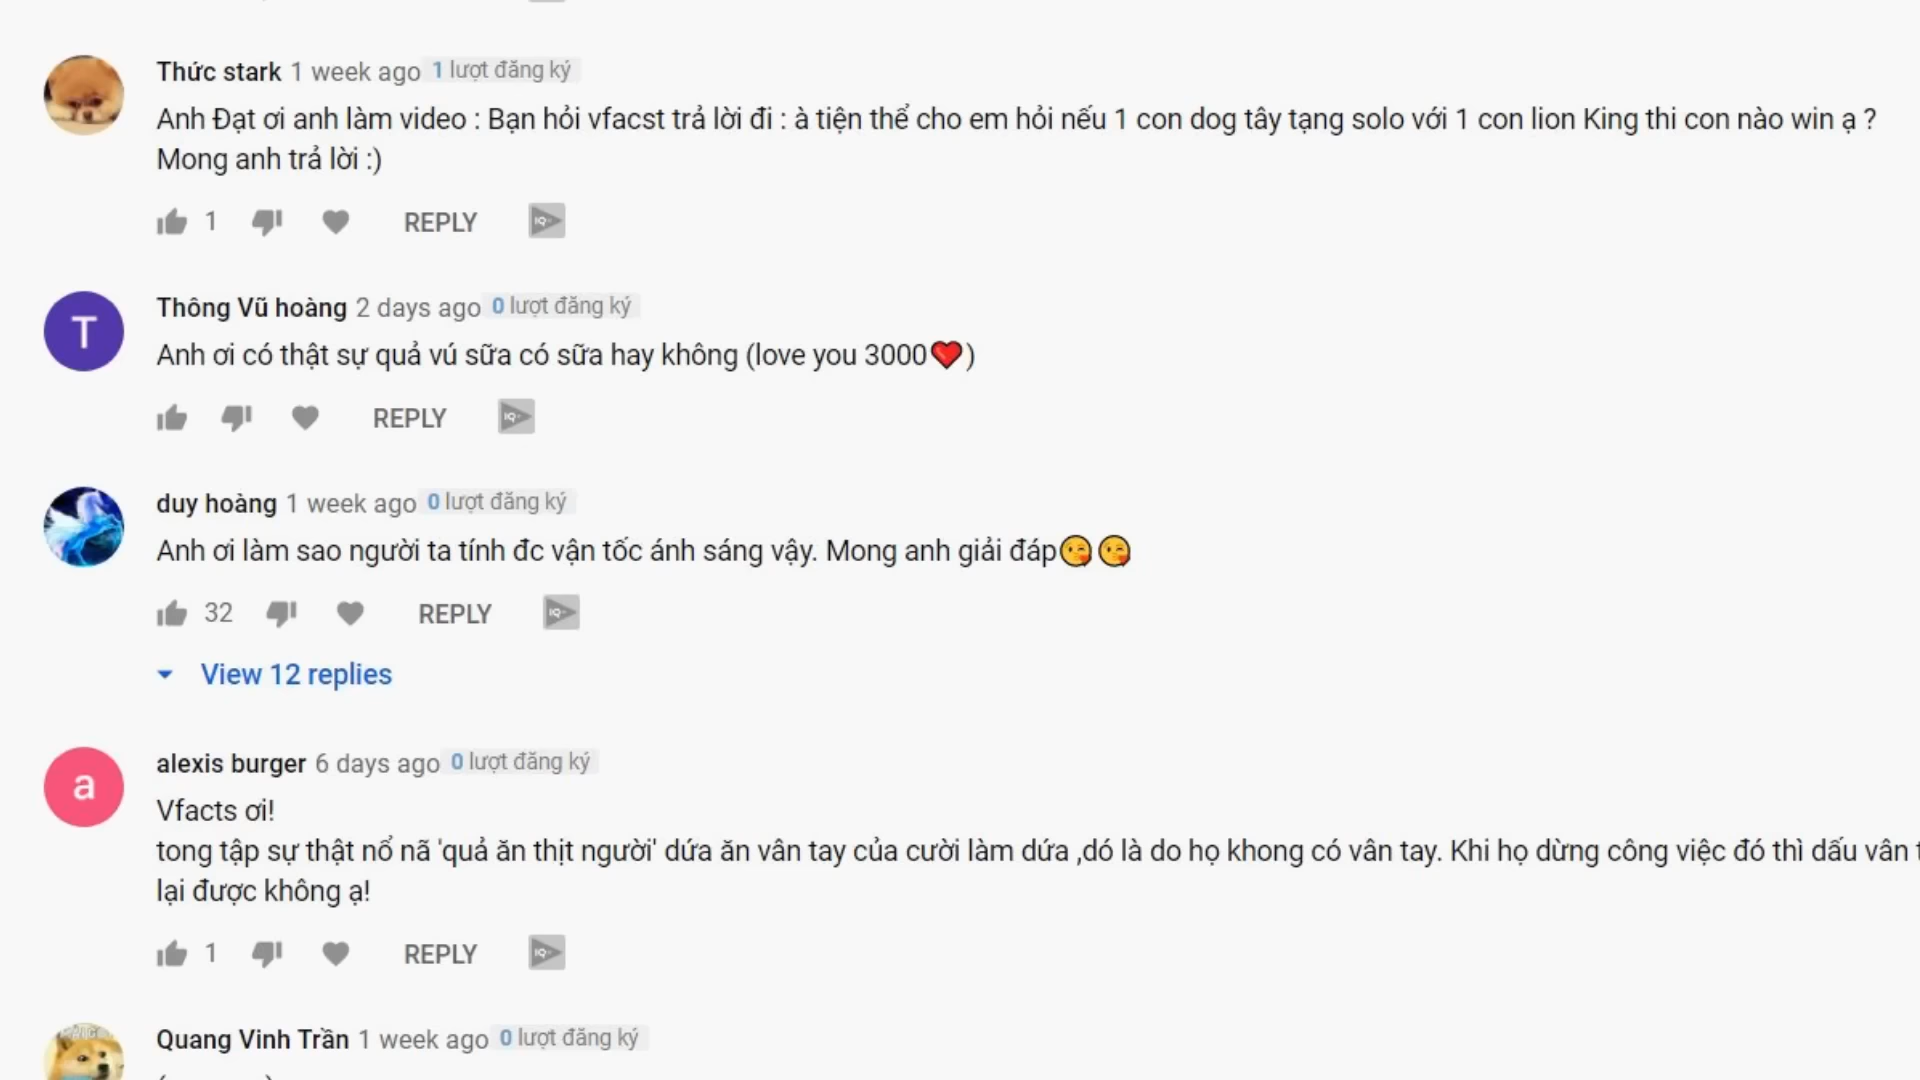 Thức stark 1 week ago 1 lượt đăng ký
Anh Đạt ơi anh làm video : Bạn hỏi vfacst trả lời đi : à tiện thể cho em hỏi nếu 1 con dog tây tạng solo với 1 con lion King thi con nào win ạ ?
Mong anh trả lời :)
1 REPLY IQ
T
Thông Vũ hoàng 2 days ago 0 lượt đăng ký
Anh ơi có thật sự quả vú sữa có sữa hay không (love you 3000❤️)
REPLY IQ
duy hoàng 1 week ago 0 lượt đăng ký
Anh ơi làm sao người ta tính đc vận tốc ánh sáng vậy. Mong anh giải đáp😘😘
32 REPLY IQ
View 12 replies
a
alexis burger 6 days ago 0 lượt đăng ký
Vfacts ơi!
tong tập sự thật nổ nã 'quả ăn thịt người' dứa ăn vân tay của cười làm dứa ,dó là do họ khong có vân tay. Khi họ dừng công việc đó thì dấu vân
lại được không ạ!
1 REPLY IQ
Quang Vinh Trần 1 week ago 0 lượt đăng ký